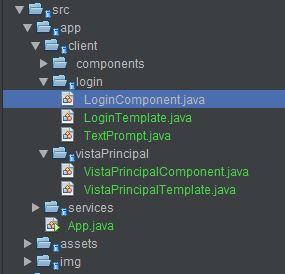 src
app
client
components
login
LoginComponent.java
LoginTemplate.java
TextPrompt.java
vistaPrincipal
VistaPrincipalComponent.java
VistaPrincipalTemplate.java
services
App.java
assets
img